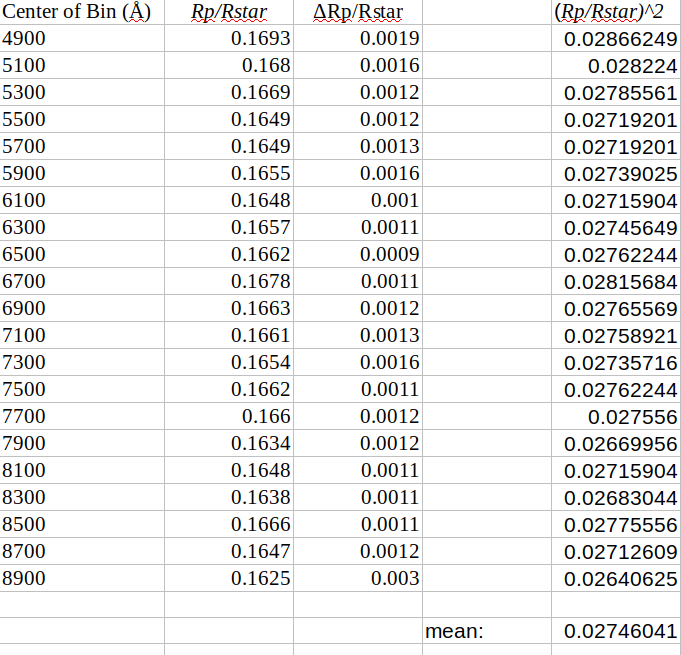 Center of Bin (Å) Rp/Rstar ΔRp/Rstar (Rp/Rstar)^2
4900 0.1693 0.0019 0.02866249
5100 0.168 0.0016 0.028224
5300 0.1669 0.0012 0.02785561
5500 0.1649 0.0012 0.02719201
5700 0.1649 0.0013 0.02719201
5900 0.1655 0.0016 0.02739025
6100 0.1648 0.001 0.02715904
6300 0.1657 0.0011 0.02745649
6500 0.1662 0.0009 0.02762244
6700 0.1678 0.0011 0.02815684
6900 0.1663 0.0012 0.02765569
7100 0.1661 0.0013 0.02758921
7300 0.1654 0.0016 0.02735716
7500 0.1662 0.0011 0.02762244
7700 0.166 0.0012 0.027556
7900 0.1634 0.0012 0.02669956
8100 0.1648 0.0011 0.02715904
8300 0.1638 0.0011 0.02683044
8500 0.1666 0.0011 0.02775556
8700 0.1647 0.0012 0.02712609
8900 0.1625 0.003 0.02640625
mean: 0.02746041